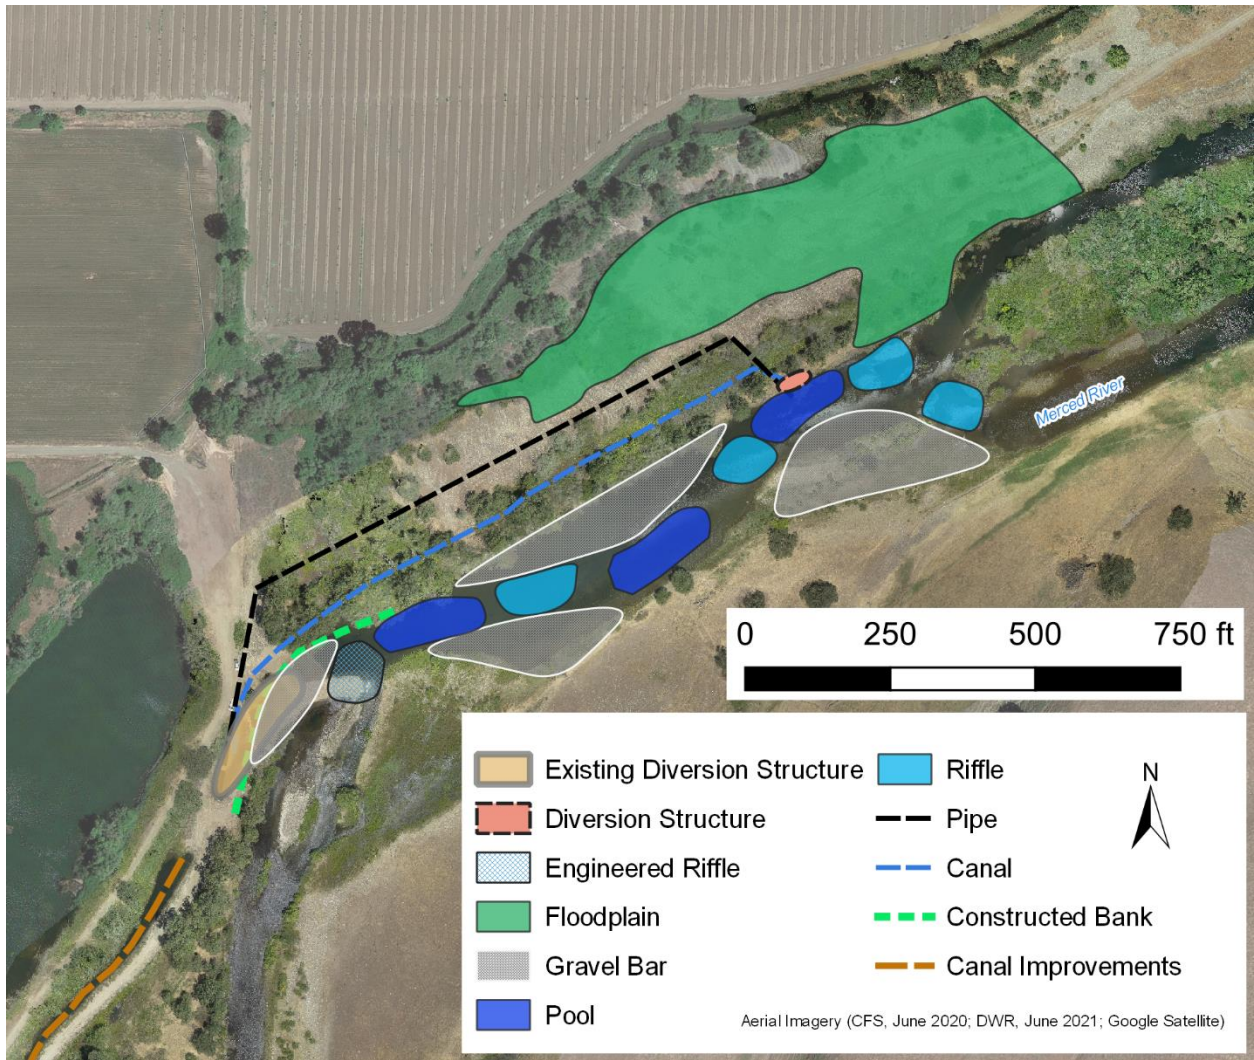 Merced River
0 250 500 750 ft
Existing Diversion Structure
Diversion Structure
Engineered Riffle
Floodplain
Gravel Bar
Pool
Riffle
Pipe
Canal
Constructed Bank
Canal Improvements
N
Aerial Imagery (CFS, June 2020; DWR, June 2021; Google Satellite)